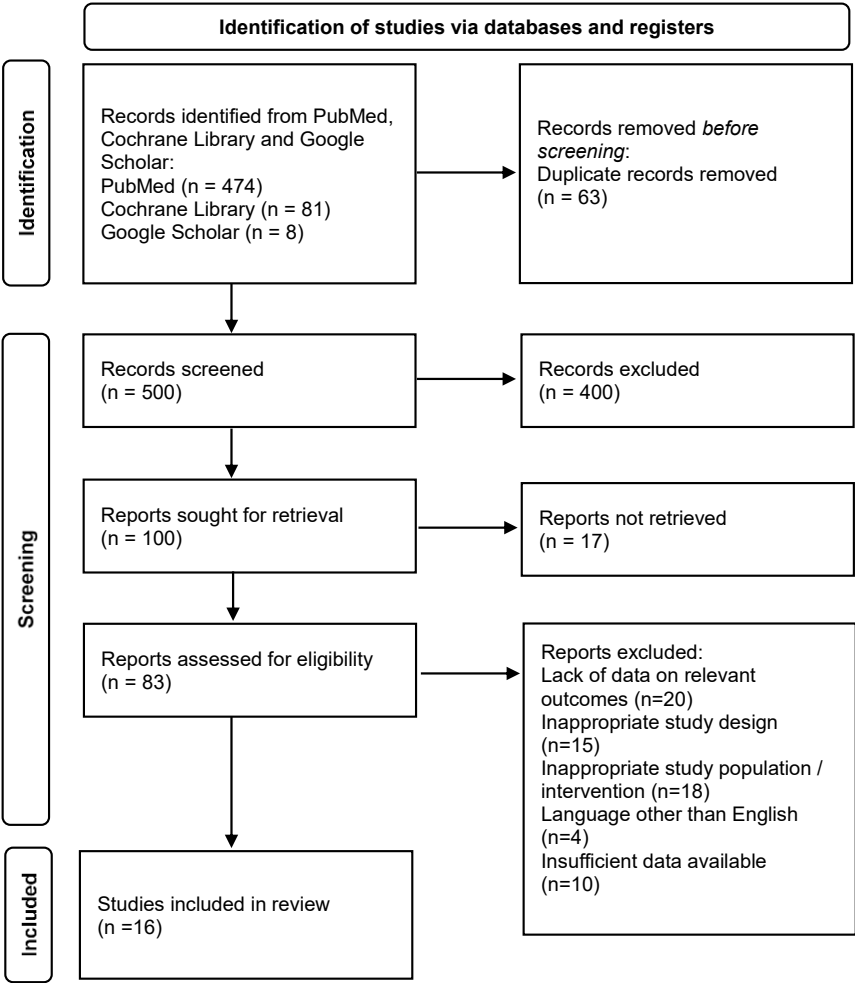 Identification of studies via databases and registers
Identification
Records identified from PubMed,
Cochrane Library and Google
Scholar:
PubMed (n = 474)
Cochrane Library (n = 81)
Google Scholar (n = 8)
Records removed before
screening:
Duplicate records removed
(n = 63)
Screening
Records screened
(n = 500)
Records excluded
(n = 400)
Reports sought for retrieval
(n = 100)
Reports not retrieved
(n = 17)
Reports assessed for eligibility
(n = 83)
Reports excluded:
Lack of data on relevant
outcomes (n=20)
Inappropriate study design
(n=15)
Inappropriate study population /
intervention (n=18)
Language other than English
(n=4)
Insufficient data available
(n=10)
Included
Studies included in review
(n =16)